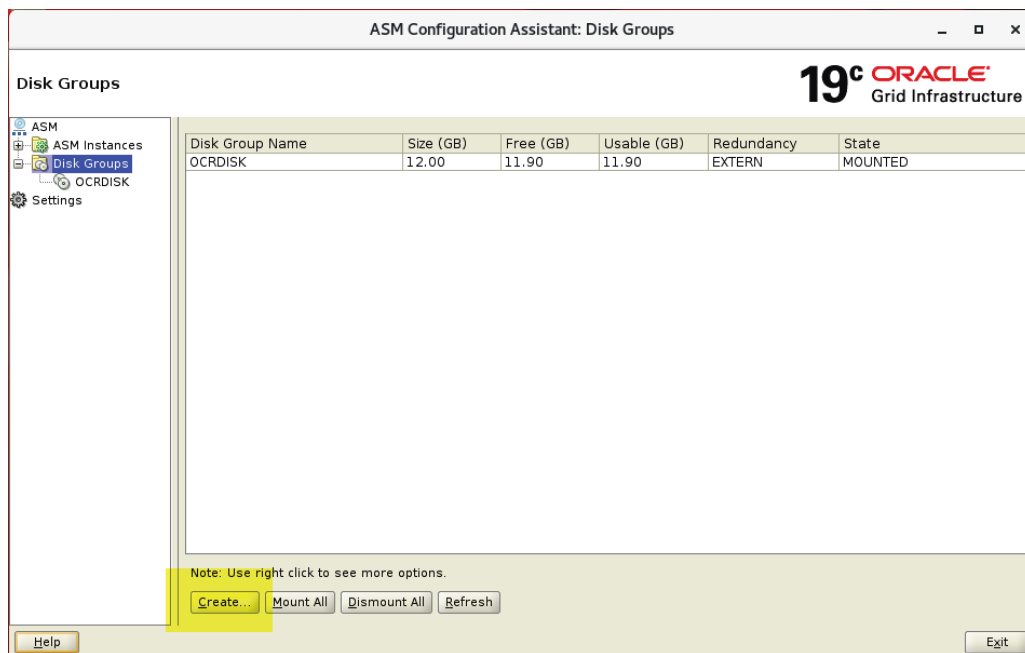 ASM Configuration Assistant: Disk Groups
Disk Groups
19c ORACLE
Grid Infrastructure
ASM
ASM Instances
Disk Groups
OCRDISK
Settings
Disk Group Name Size (GB) Free (GB) Usable (GB) Redundancy State
OCRDISK 12.00 11.90 11.90 EXTERN MOUNTED
Note: Use right click to see more options.
Create... Mount All Dismount All Refresh
Help Exit